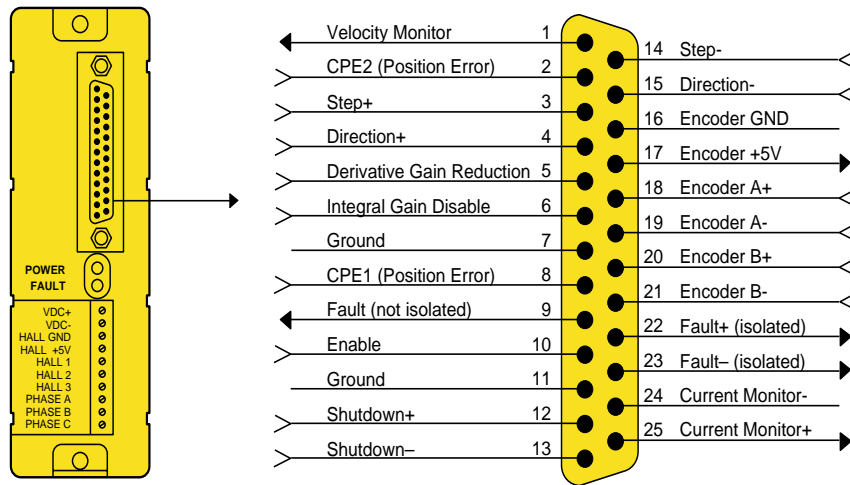 POWER
FAULT
VDC+
VDC-
HALL GND
HALL +5V
HALL 1
HALL 2
HALL 3
PHASE A
PHASE B
PHASE C
Velocity Monitor 1
CPE2 (Position Error) 2
Step+ 3
Direction+ 4
Derivative Gain Reduction 5
Integral Gain Disable 6
Ground 7
CPE1 (Position Error) 8
Fault (not isolated) 9
Enable 10
Ground 11
Shutdown+ 12
Shutdown– 13
14 Step-
15 Direction-
16 Encoder GND
17 Encoder +5V
18 Encoder A+
19 Encoder A-
20 Encoder B+
21 Encoder B-
22 Fault+ (isolated)
23 Fault– (isolated)
24 Current Monitor-
25 Current Monitor+